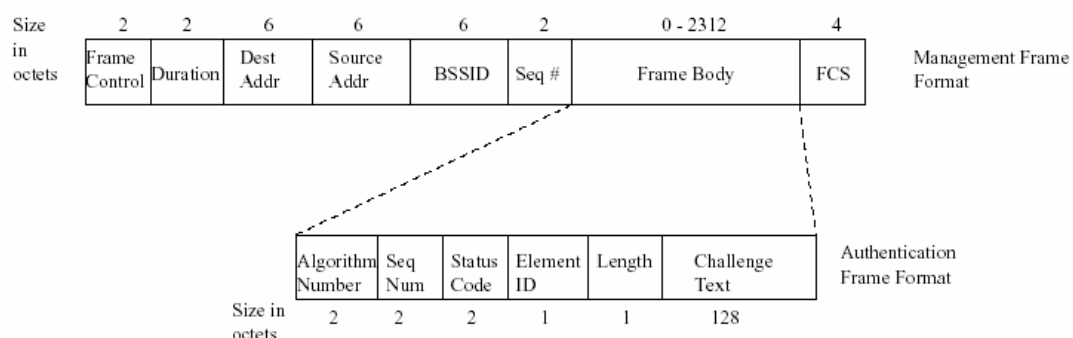 Size in octets
2 2 6 6 6 2 0 - 2312 4
Frame Control
Duration
Dest Addr
Source Addr
BSSID
Seq #
Frame Body
FCS
Management Frame Format
Algorithm Number
Seq Num
Status Code
Element ID
Length
Challenge Text
Authentication Frame Format
Size in octets
2 2 2 1 1 128